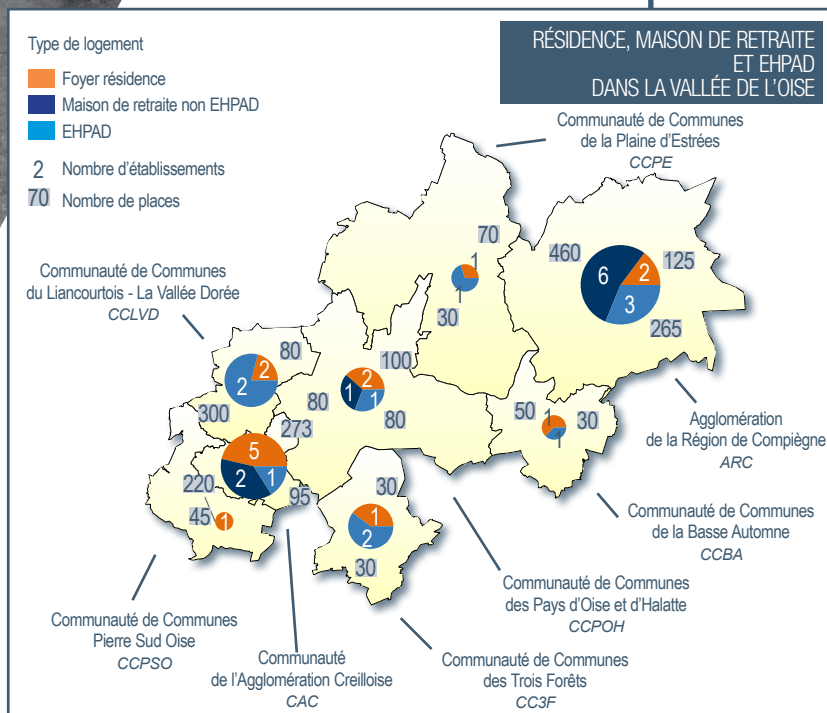 RÉSIDENCE, MAISON DE RETRAITE
ET EHPAD
DANS LA VALLÉE DE L'OISE
Type de logement
Foyer résidence
Maison de retraite non EHPAD
EHPAD
2 Nombre d'établissements
70 Nombre de places
Communauté de Communes
de la Plaine d'Estrées
CCPE
70
1
1
30
460
125
6
2
3
265
Communauté de Communes
du Liancourtois - La Vallée Dorée
CCLVD
80
2
2
300
100
2
1
1
80
80
50
30
1
1
Agglomération
de la Région de Compiègne
ARC
273
5
2
1
220
95
45
1
30
1
2
30
Communauté de Communes
de la Basse Automne
CCBA
Communauté de Communes
des Pays d'Oise et d'Halatte
CCPOH
Communauté de Communes
Pierre Sud Oise
CCPSO
Communauté
de l'Agglomération Creilloise
CAC
Communauté de Communes
des Trois Forêts
CC3F